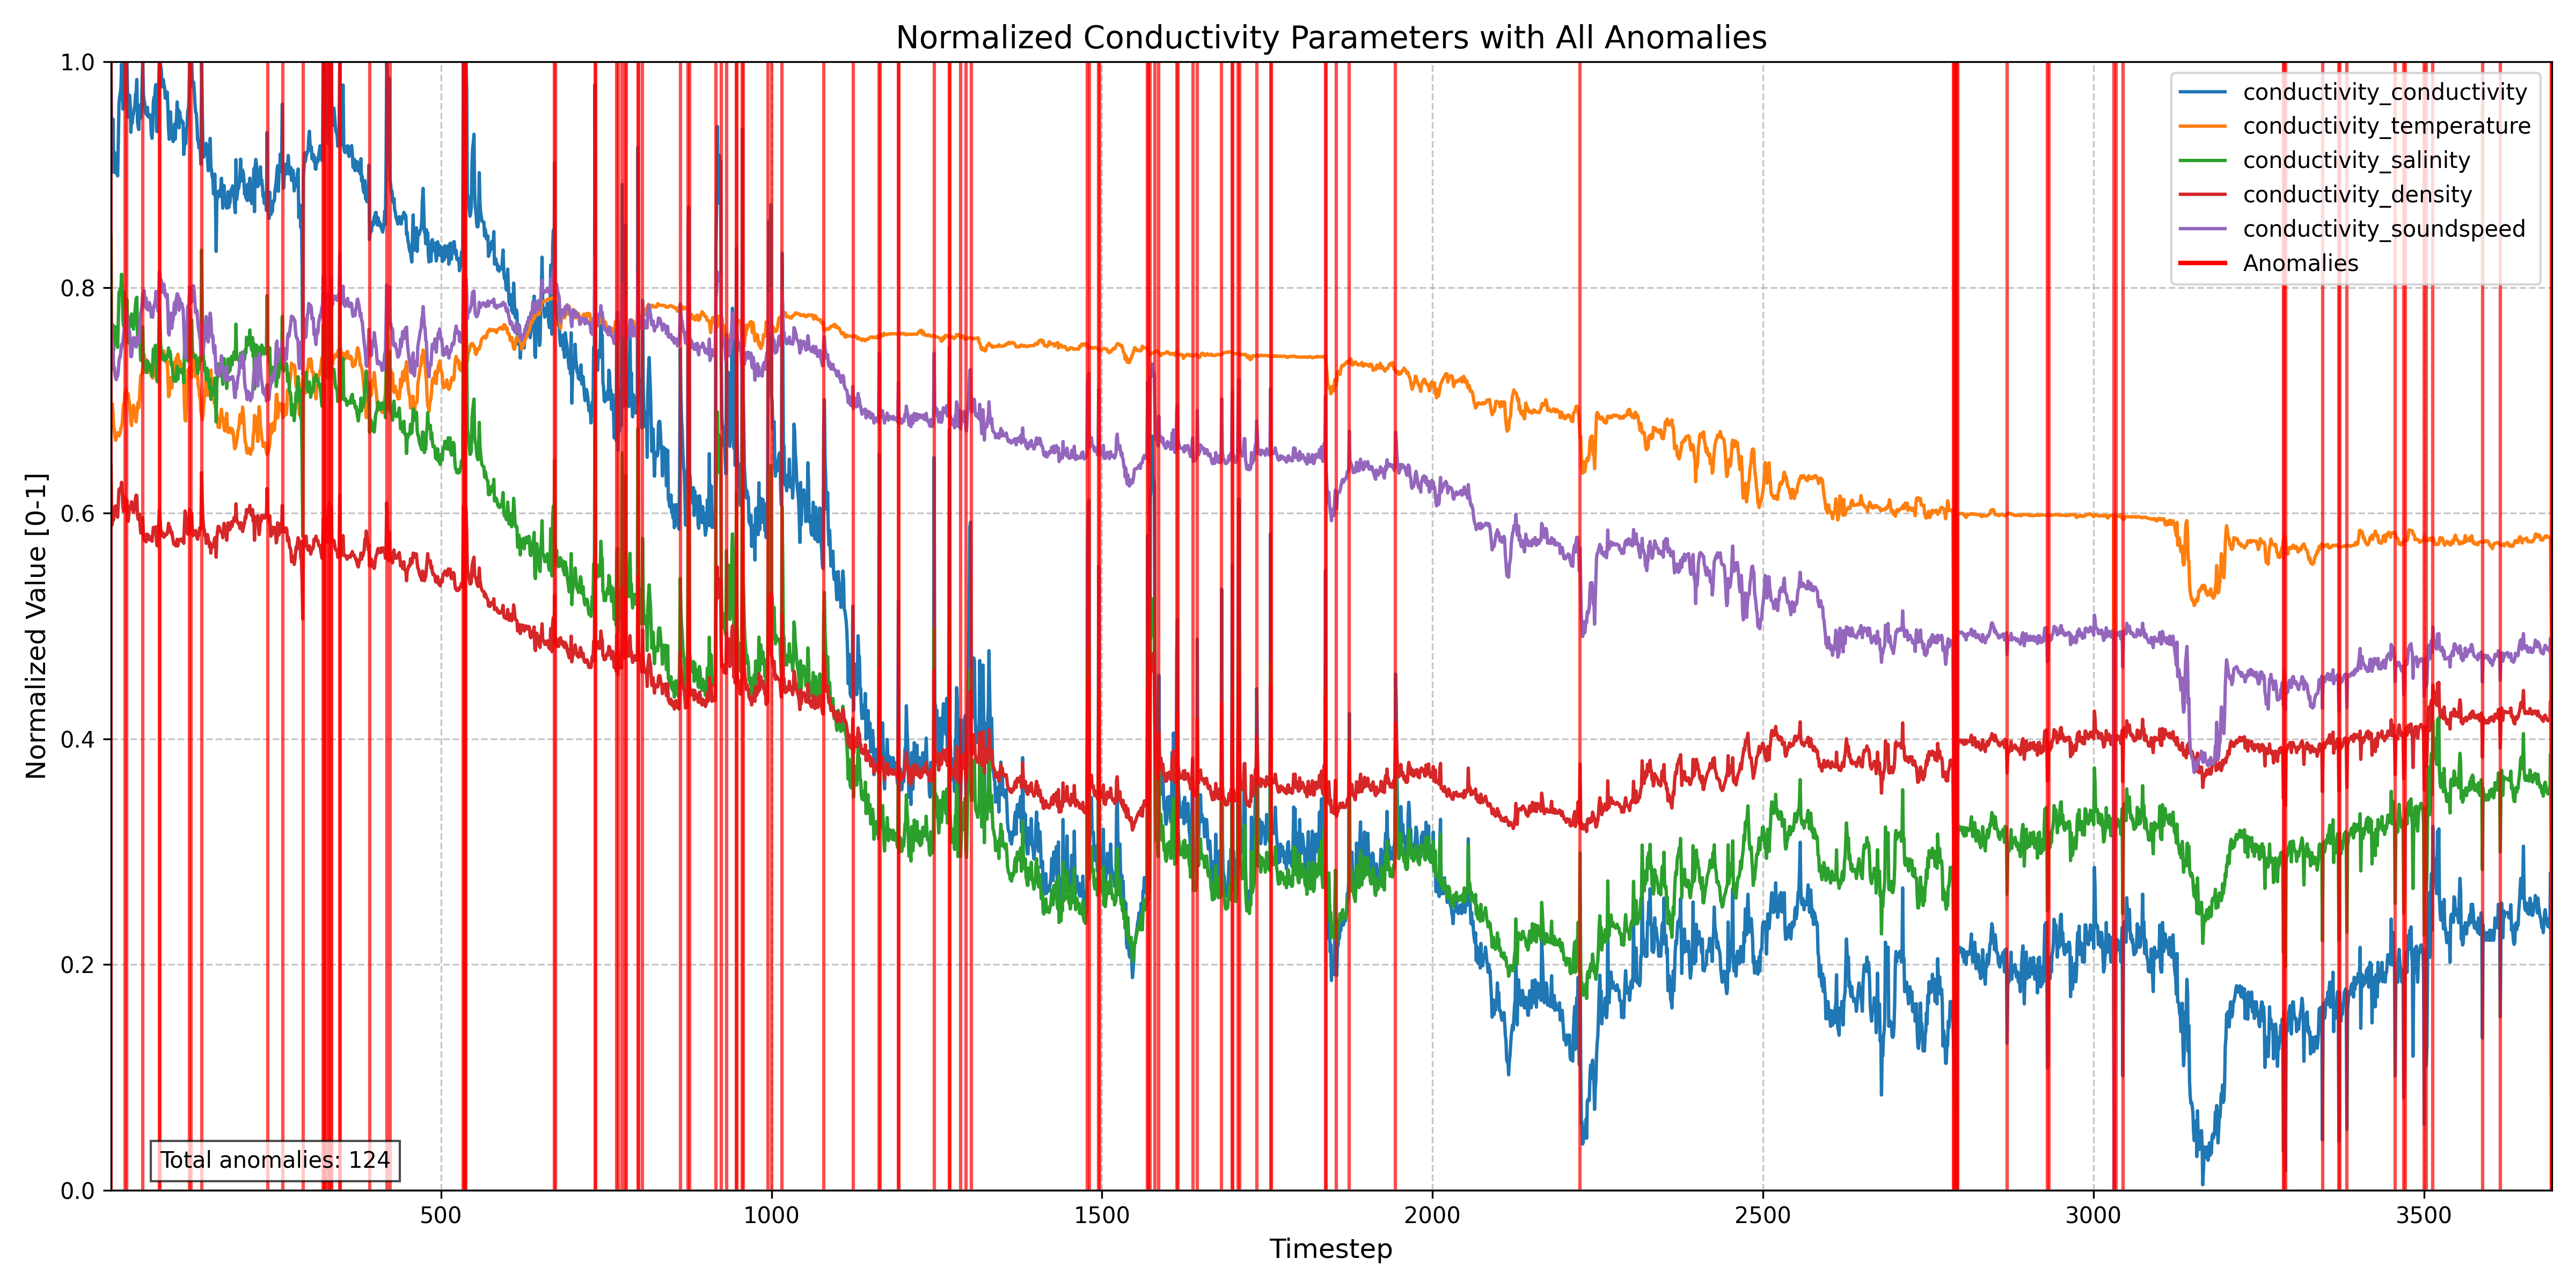 Normalized Conductivity Parameters with All Anomalies
Normalized Value [0-1]
1.0
0.8
0.6
0.4
0.2
0.0
conductivity_conductivity
conductivity_temperature
conductivity_salinity
conductivity_density
conductivity_soundspeed
Anomalies
Total anomalies: 124
500
1000
1500
2000
2500
3000
3500
Timestep